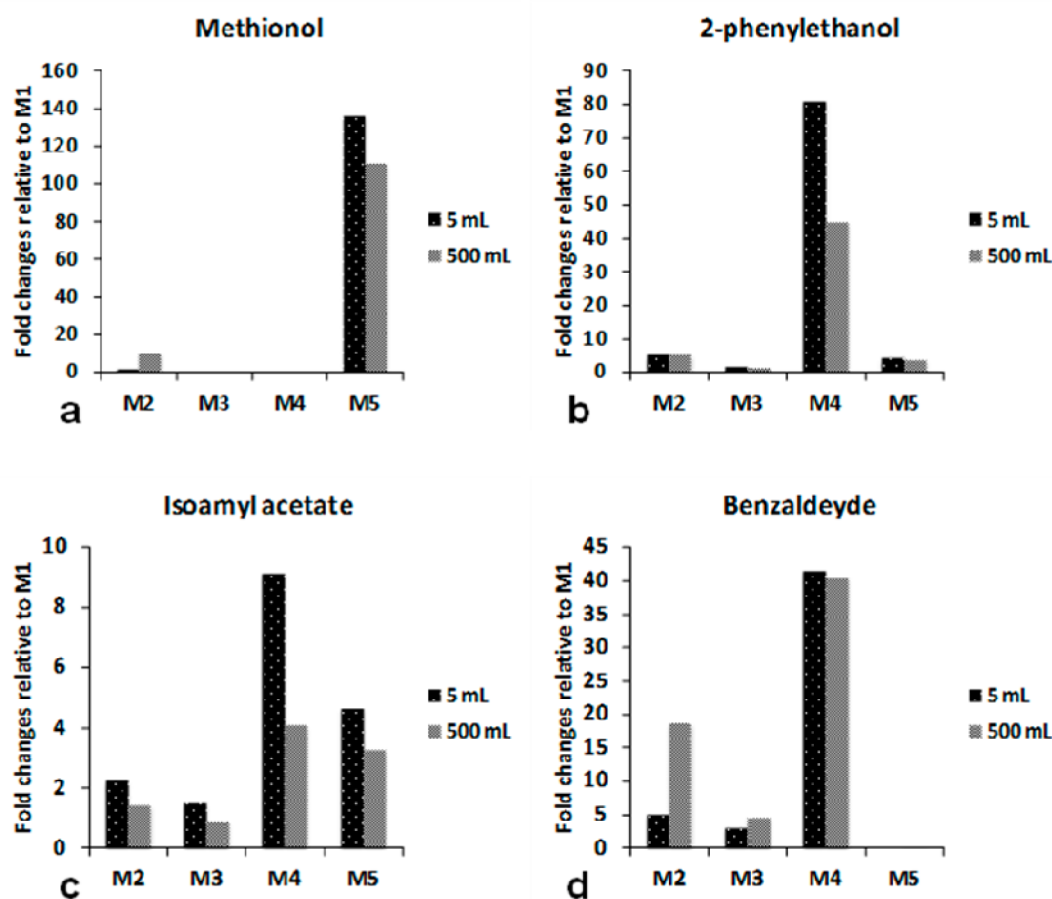 Methionol
Fold changes relative to M1
160
140
120
100
80
60
40
20
0
M2 M3 M4 M5
5 mL
500 mL
a
2-phenylethanol
Fold changes relative to M1
90
80
70
60
50
40
30
20
10
0
M2 M3 M4 M5
5 mL
500 mL
b
Isoamyl acetate
Fold changes relative to M1
10
8
6
4
2
0
M2 M3 M4 M5
5 mL
500 mL
c
Benzaldeyde
Fold changes relative to M1
45
40
35
30
25
20
15
10
5
0
M2 M3 M4 M5
5 mL
500 mL
d